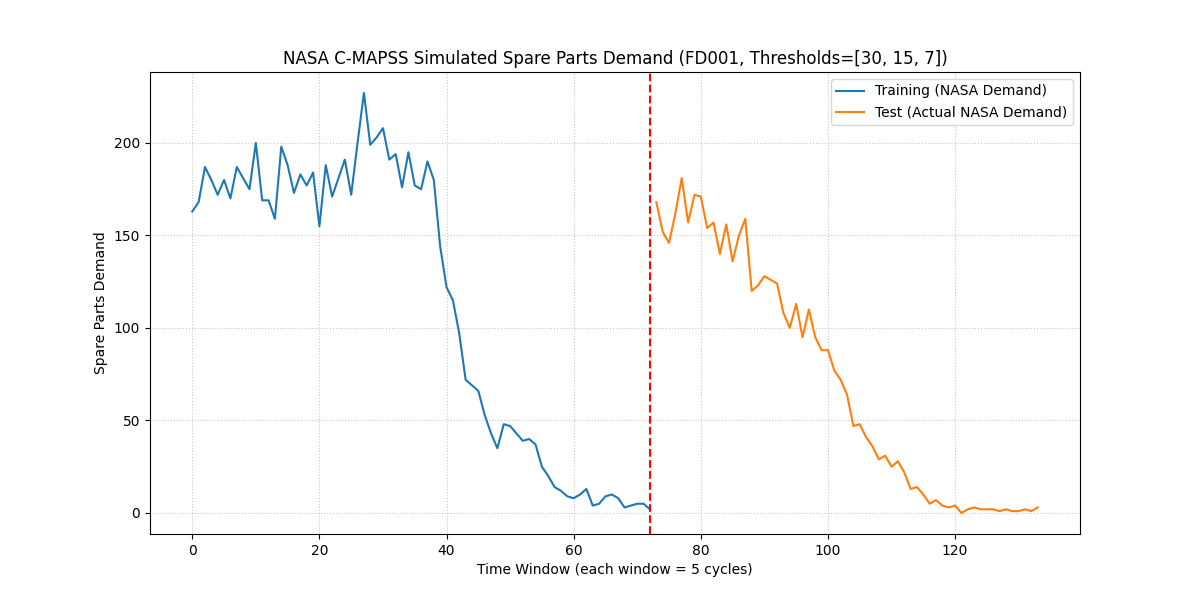 NASA C-MAPSS Simulated Spare Parts Demand (FD001, Thresholds=[30, 15, 7])
Training (NASA Demand)
Test (Actual NASA Demand)
Spare Parts Demand
200
150
100
50
0
0 20 40 60 80 100 120
Time Window (each window = 5 cycles)